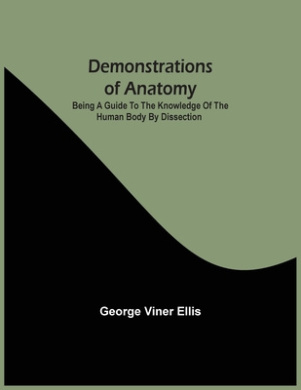 Demonstrations
of Anatomy
Being A Guide To The Knowledge Of The
Human Body By Dissection
George Viner Ellis